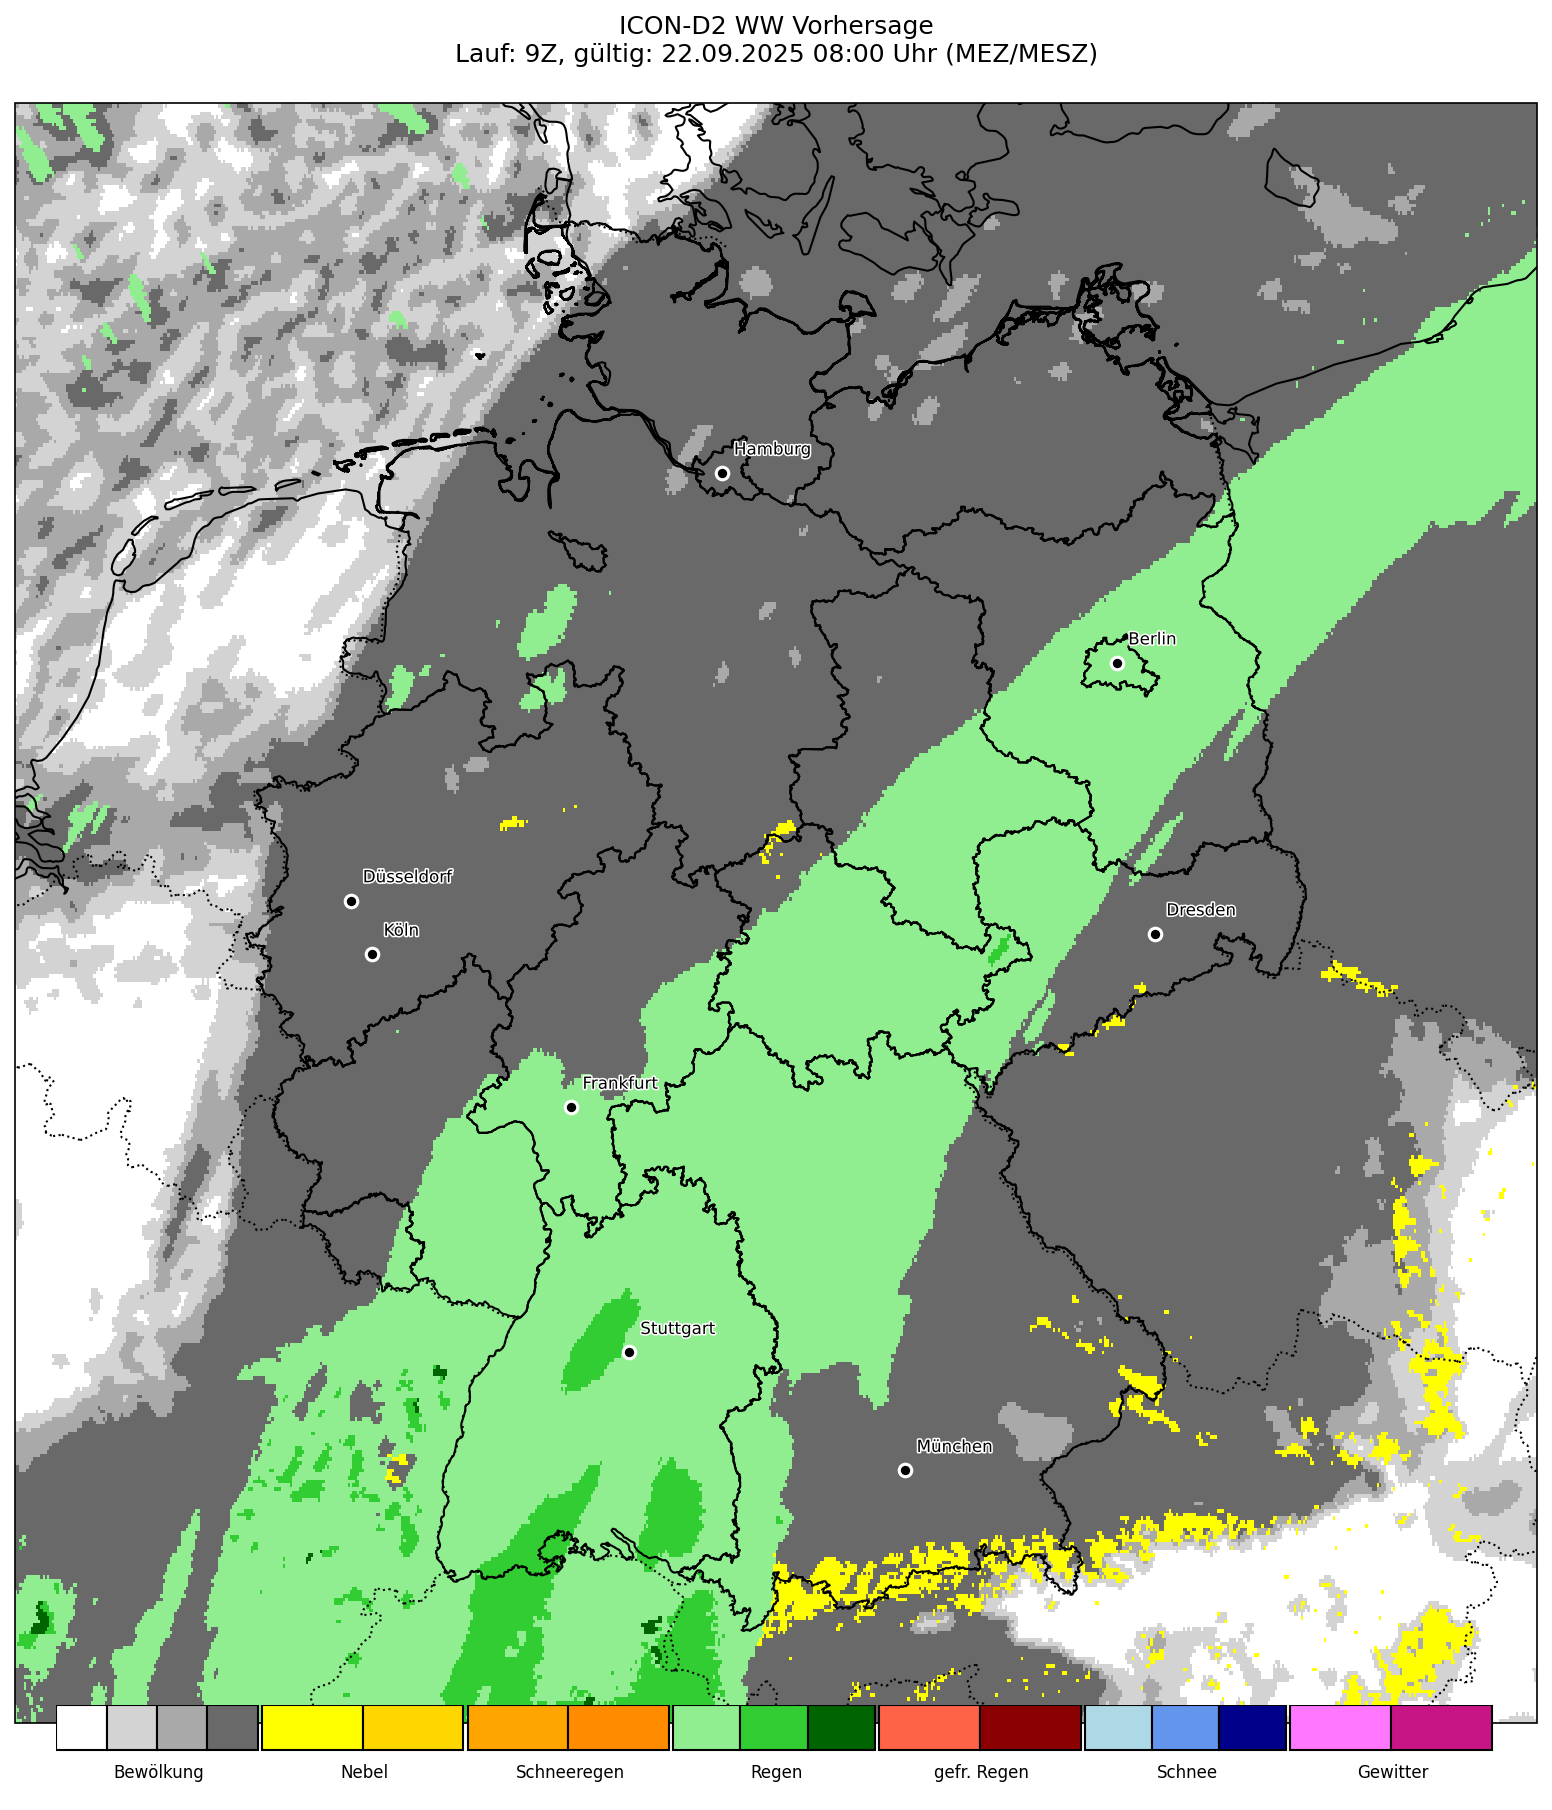 ICON-D2 WW Vorhersage
Lauf: 9Z, gültig: 22.09.2025 08:00 Uhr (MEZ/MESZ)
Hamburg
Berlin
Düsseldorf
Dresden
Köln
Frankfurt
Stuttgart
München
Bewölkung
Nebel
Schneeregen
Regen
gefr. Regen
Schnee
Gewitter